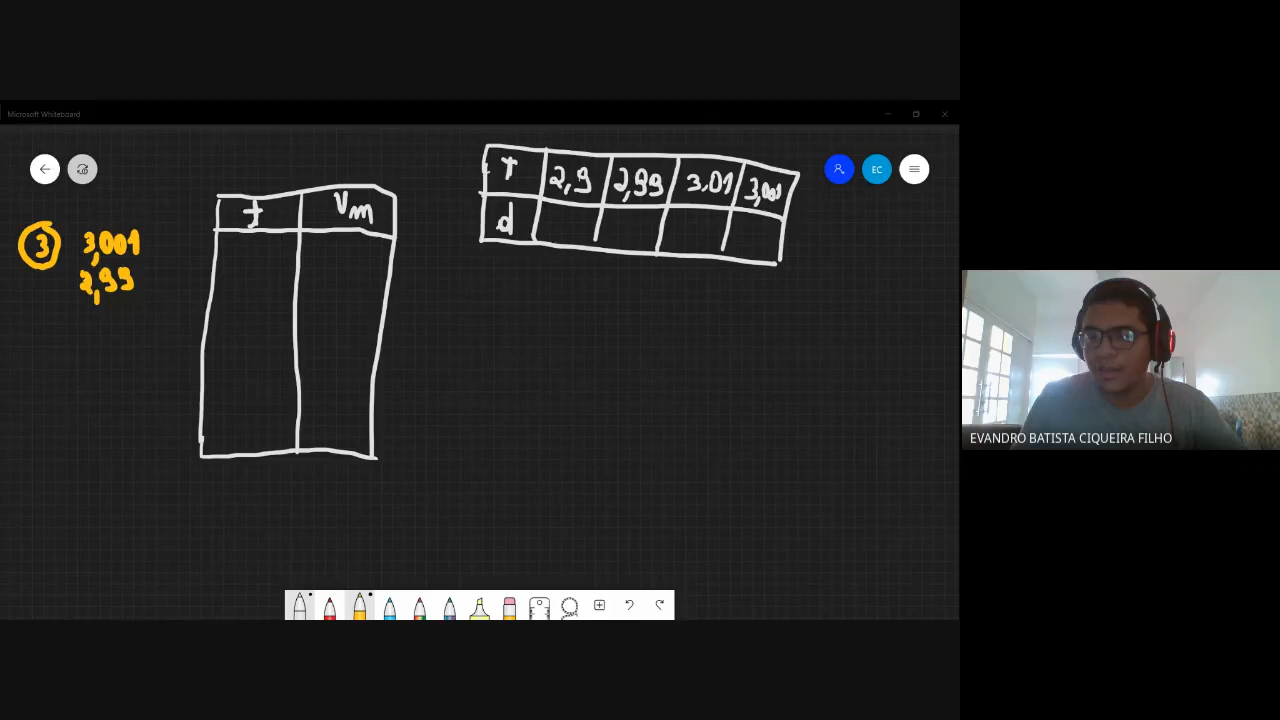 Microsoft Whiteboard
EC
t 2,9 2,99 3,01 3,001
d
t Vm
3 3,001
2,99
EVANDRO BATISTA CIQUEIRA FILHO